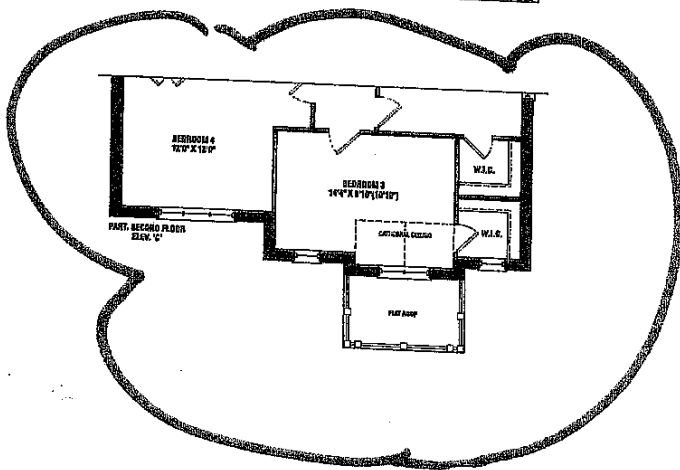 BEDROOM 4
12'0" X 12'0"
BEDROOM 3
14'4" X 9'10"(10'10")
W.I.C.
CATHEDRAL CEILING
W.I.C.
PART. SECOND FLOOR
ELEV. 'C'
FLAT ROOF